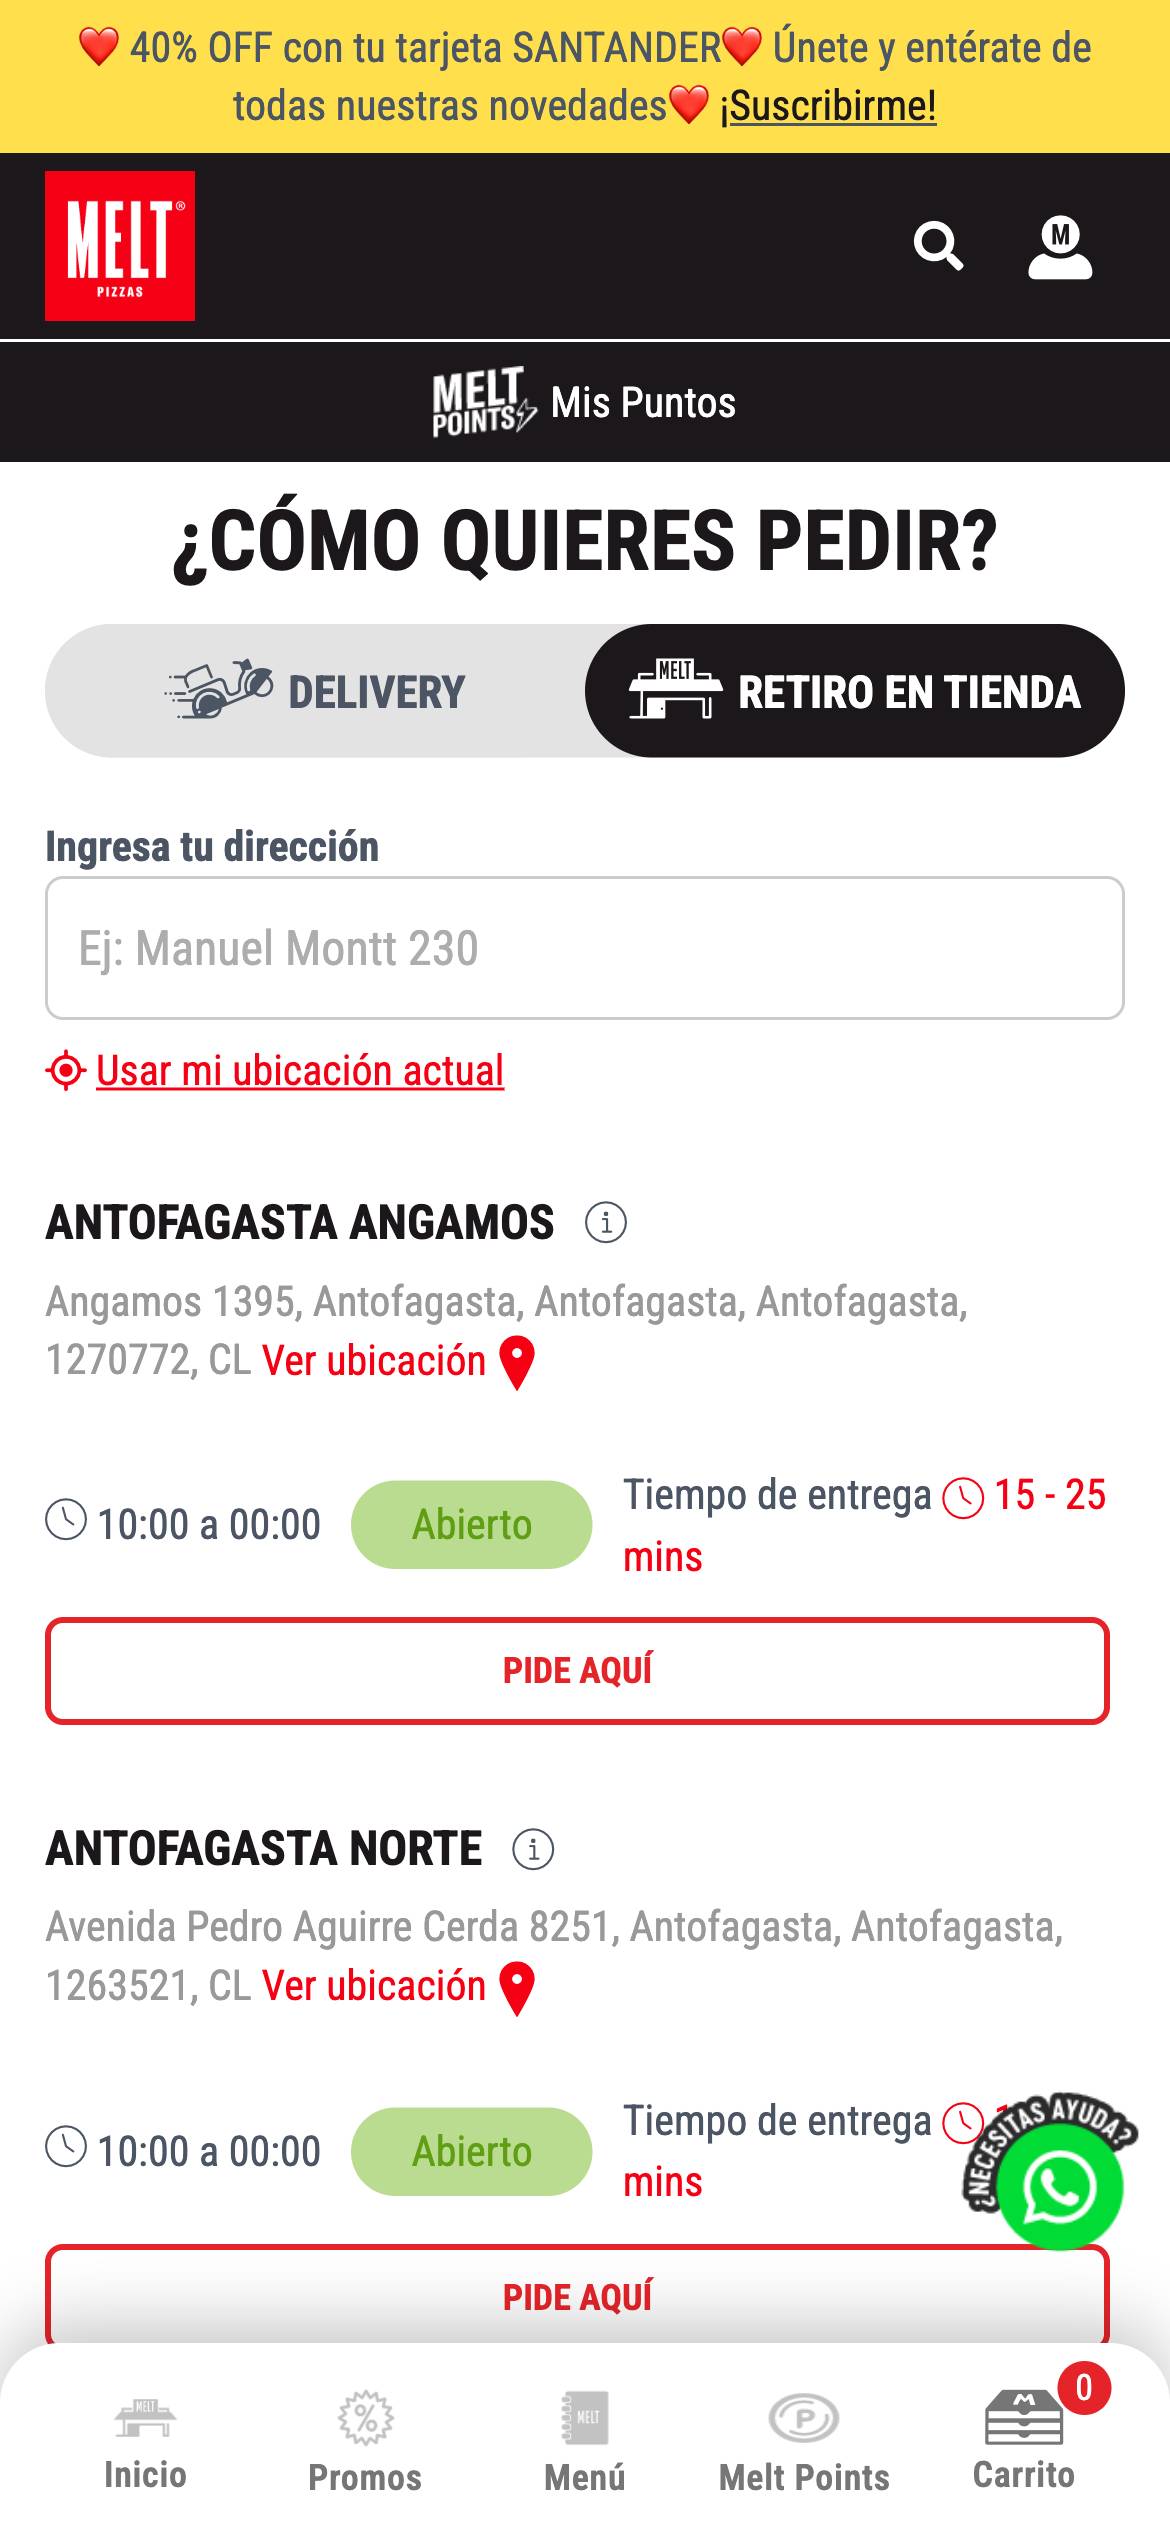 ❤️ 40% OFF con tu tarjeta SANTANDER❤️ Únete y entérate de
todas nuestras novedades❤️ ¡Suscribirme!
MELT®
PIZZAS
M
MELT
POINTS
Mis Puntos
¿CÓMO QUIERES PEDIR?
DELIVERY
MELT
RETIRO EN TIENDA
Ingresa tu dirección
Ej: Manuel Montt 230
Usar mi ubicación actual
ANTOFAGASTA ANGAMOS
Angamos 1395, Antofagasta, Antofagasta, Antofagasta,
1270772, CL Ver ubicación
10:00 a 00:00
Abierto
Tiempo de entrega 15 - 25
mins
PIDE AQUÍ
ANTOFAGASTA NORTE
Avenida Pedro Aguirre Cerda 8251, Antofagasta, Antofagasta,
1263521, CL Ver ubicación
10:00 a 00:00
Abierto
Tiempo de entrega
mins
¿NECESITAS AYUDA?
PIDE AQUÍ
MELT
Inicio
%
Promos
MELT
Menú
P
Melt Points
M
0
Carrito